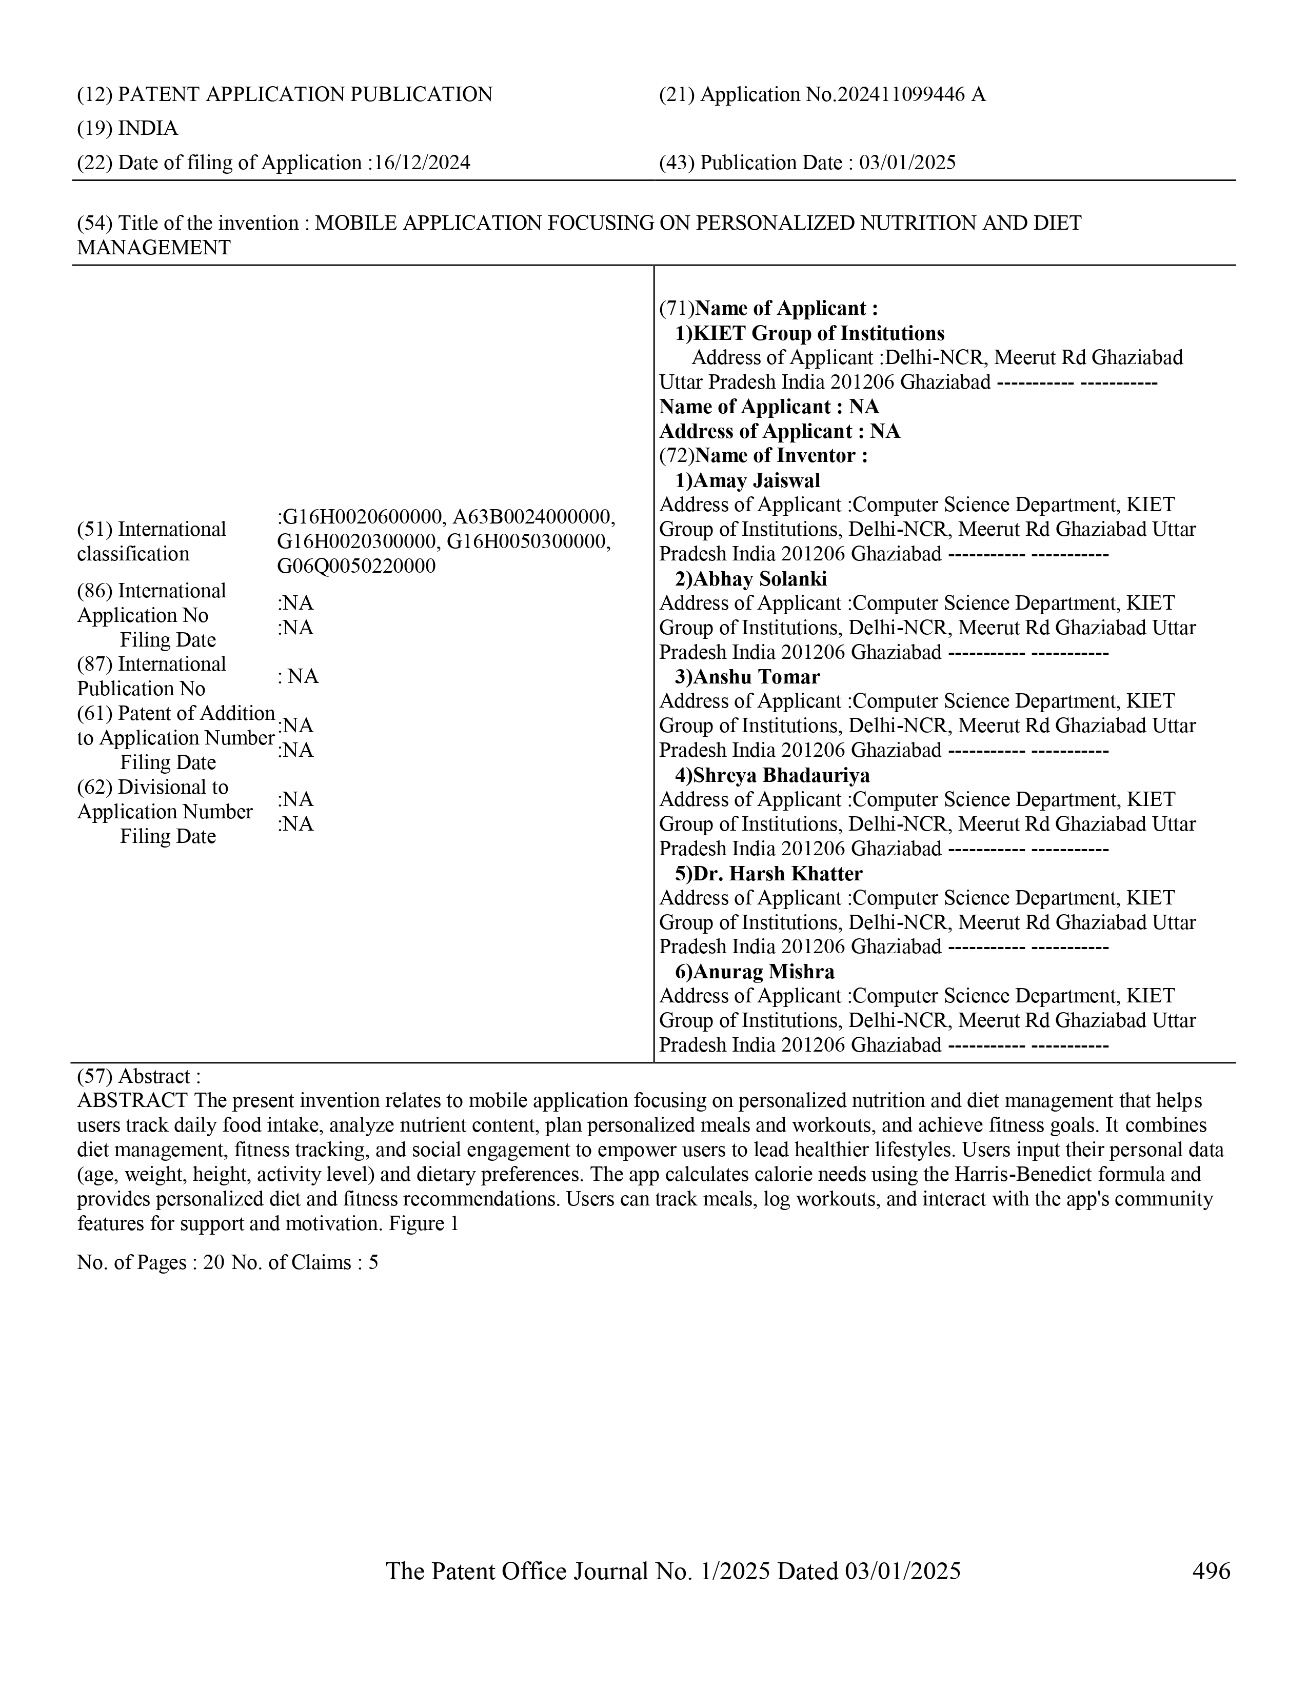 (12) PATENT APPLICATION PUBLICATION
(21) Application No.202411099446 A
(19) INDIA
(22) Date of filing of Application :16/12/2024
(43) Publication Date : 03/01/2025
(54) Title of the invention : MOBILE APPLICATION FOCUSING ON PERSONALIZED NUTRITION AND DIET
MANAGEMENT
(51) International
classification
:G16H0020600000, A63B0024000000,
G16H0020300000, G16H0050300000,
G06Q0050220000
(86) International
Application No
Filing Date
:NA
:NA
(87) International
Publication No
: NA
(61) Patent of Addition
to Application Number
Filing Date
:NA
:NA
(62) Divisional to
Application Number
Filing Date
:NA
:NA
(71)Name of Applicant :
1)KIET Group of Institutions
Address of Applicant :Delhi-NCR, Meerut Rd Ghaziabad
Uttar Pradesh India 201206 Ghaziabad ----------- -----------
Name of Applicant : NA
Address of Applicant : NA
(72)Name of Inventor :
1)Amay Jaiswal
Address of Applicant :Computer Science Department, KIET
Group of Institutions, Delhi-NCR, Meerut Rd Ghaziabad Uttar
Pradesh India 201206 Ghaziabad ----------- -----------
2)Abhay Solanki
Address of Applicant :Computer Science Department, KIET
Group of Institutions, Delhi-NCR, Meerut Rd Ghaziabad Uttar
Pradesh India 201206 Ghaziabad ----------- -----------
3)Anshu Tomar
Address of Applicant :Computer Science Department, KIET
Group of Institutions, Delhi-NCR, Meerut Rd Ghaziabad Uttar
Pradesh India 201206 Ghaziabad ----------- -----------
4)Shreya Bhadauriya
Address of Applicant :Computer Science Department, KIET
Group of Institutions, Delhi-NCR, Meerut Rd Ghaziabad Uttar
Pradesh India 201206 Ghaziabad ----------- -----------
5)Dr. Harsh Khatter
Address of Applicant :Computer Science Department, KIET
Group of Institutions, Delhi-NCR, Meerut Rd Ghaziabad Uttar
Pradesh India 201206 Ghaziabad ----------- -----------
6)Anurag Mishra
Address of Applicant :Computer Science Department, KIET
Group of Institutions, Delhi-NCR, Meerut Rd Ghaziabad Uttar
Pradesh India 201206 Ghaziabad ----------- -----------
(57) Abstract :
ABSTRACT The present invention relates to mobile application focusing on personalized nutrition and diet management that helps
users track daily food intake, analyze nutrient content, plan personalized meals and workouts, and achieve fitness goals. It combines
diet management, fitness tracking, and social engagement to empower users to lead healthier lifestyles. Users input their personal data
(age, weight, height, activity level) and dietary preferences. The app calculates calorie needs using the Harris-Benedict formula and
provides personalized diet and fitness recommendations. Users can track meals, log workouts, and interact with the app's community
features for support and motivation. Figure 1
No. of Pages : 20 No. of Claims : 5
The Patent Office Journal No. 1/2025 Dated 03/01/2025
496